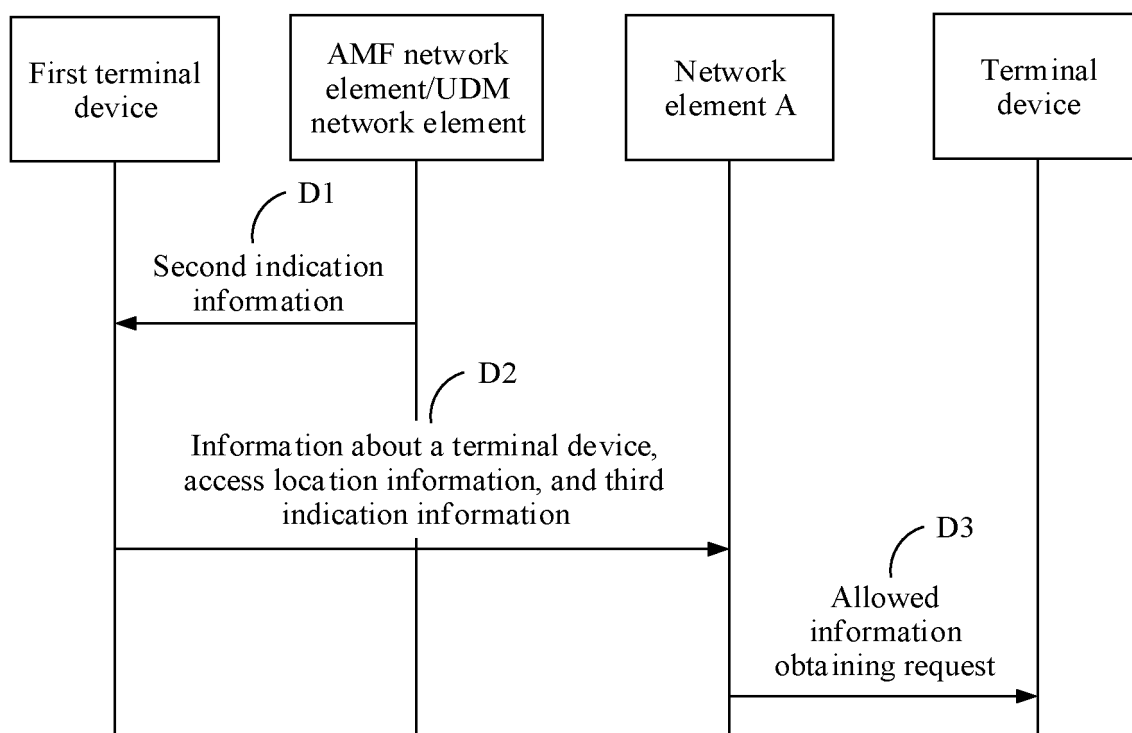 First terminal
device
AMF network
element/UDM
network element
Network
element A
Terminal
device
D1
Second indication
information
D2
Information about a terminal device,
access location information, and third
indication information
D3
Allowed
information
obtaining request